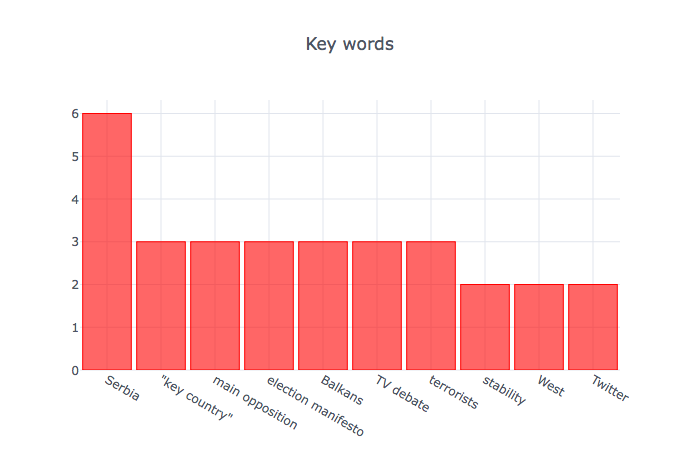 Key words
6
5
4
3
2
1
0
Serbia
"key country"
main opposition
election manifesto
Balkans
TV debate
terrorists
stability
West
Twitter